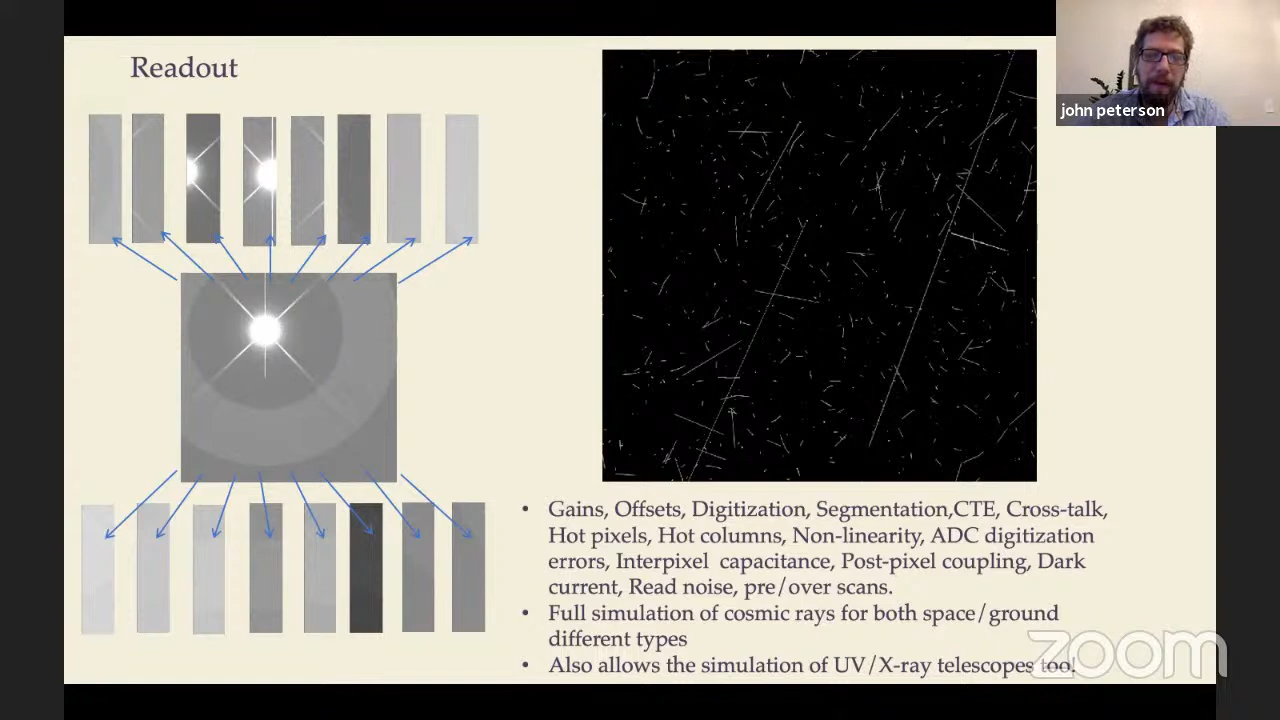 Readout
john peterson
• Gains, Offsets, Digitization, Segmentation,CTE, Cross-talk,
Hot pixels, Hot columns, Non-linearity, ADC digitization
errors, Interpixel capacitance, Post-pixel coupling, Dark
current, Read noise, pre/over scans.
• Full simulation of cosmic rays for both space/ground
different types
• Also allows the simulation of UV/X-ray telescopes too!
zoom